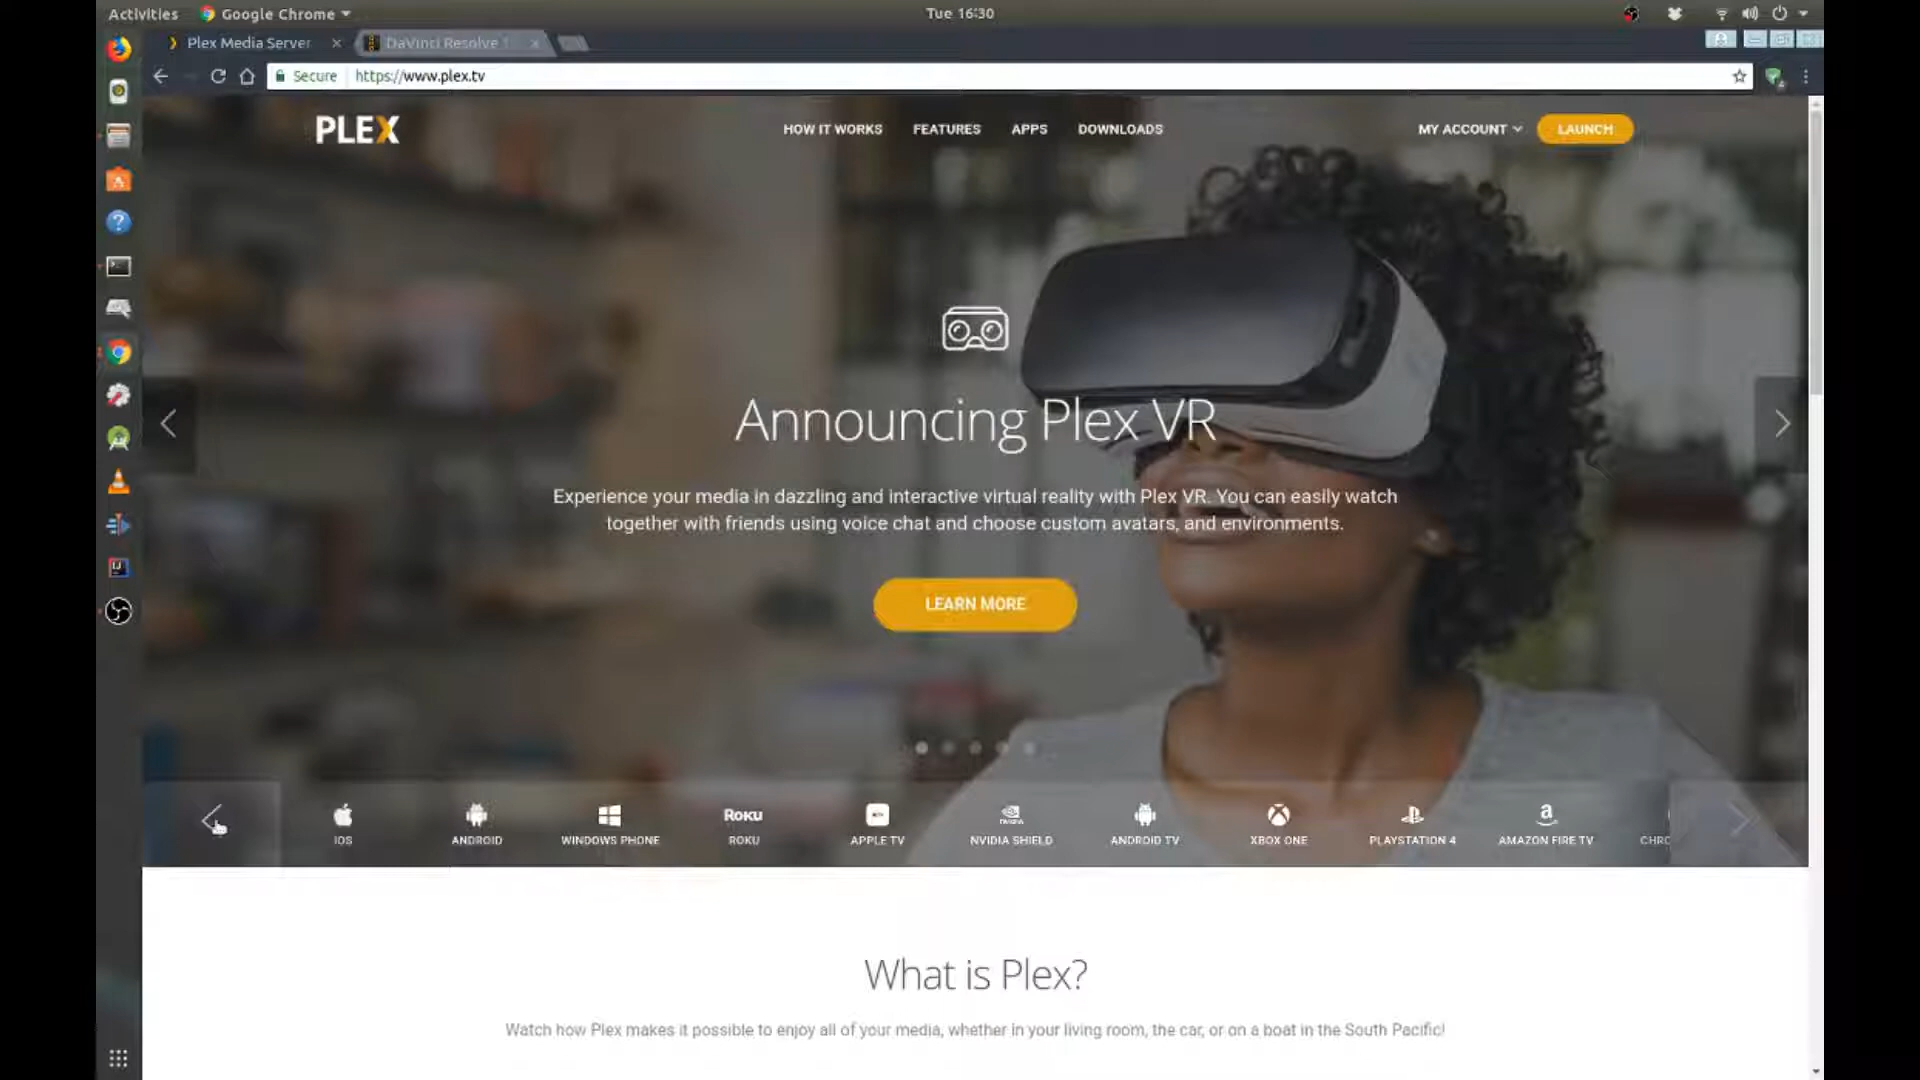 Activities
Google Chrome
Tue 16:30
Plex Media Server
DaVinci Resolve
Secure
https://www.plex.tv
PLEX
HOW IT WORKS
FEATURES
APPS
DOWNLOADS
MY ACCOUNT
LAUNCH
Announcing Plex VR
Experience your media in dazzling and interactive virtual reality with Plex VR. You can easily watch
together with friends using voice chat and choose custom avatars, and environments.
LEARN MORE
IOS
ANDROID
WINDOWS PHONE
ROKU
ROKU
APPLE TV
NVIDIA SHIELD
ANDROID TV
XBOX ONE
PLAYSTATION 4
AMAZON FIRE TV
CHRO
What is Plex?
Watch how Plex makes it possible to enjoy all of your media, whether in your living room, the car, or on a boat in the South Pacific!